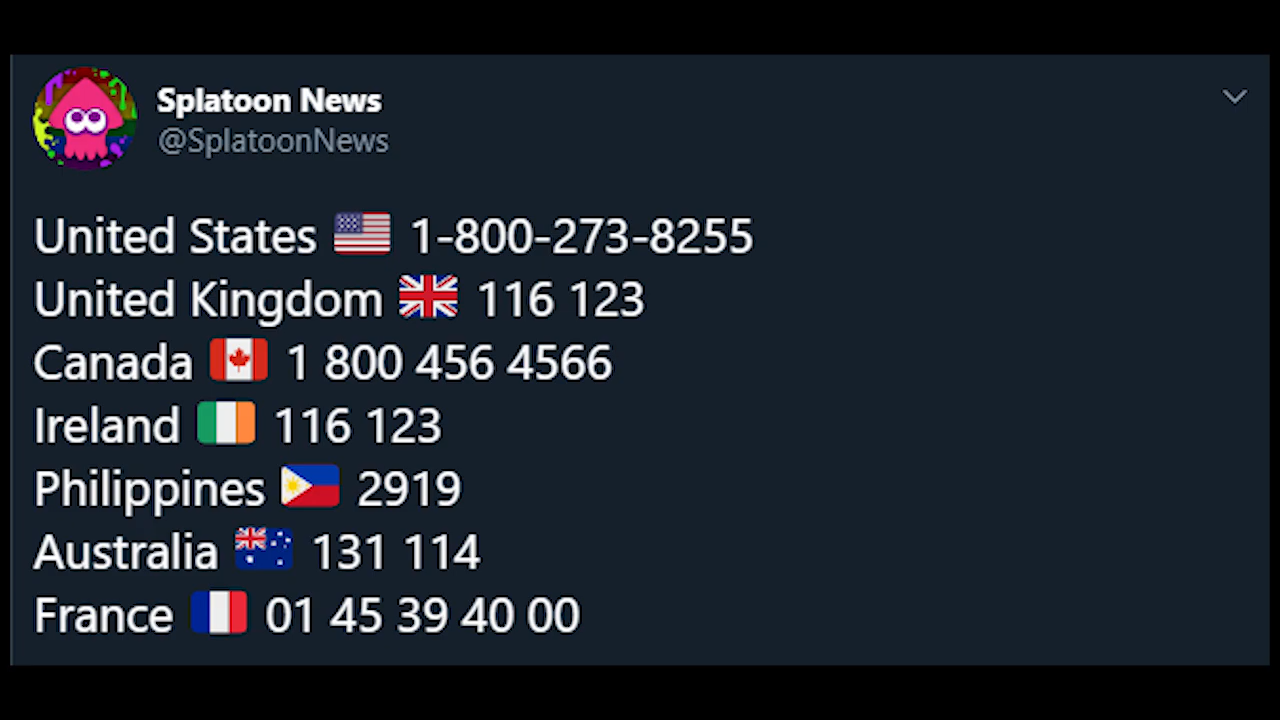 Splatoon News
@SplatoonNews
United States 🇺🇸 1-800-273-8255
United Kingdom 🇬🇧 116 123
Canada 🇨🇦 1 800 456 4566
Ireland 🇮🇪 116 123
Philippines 🇵🇭 2919
Australia 🇦🇺 131 114
France 🇫🇷 01 45 39 40 00